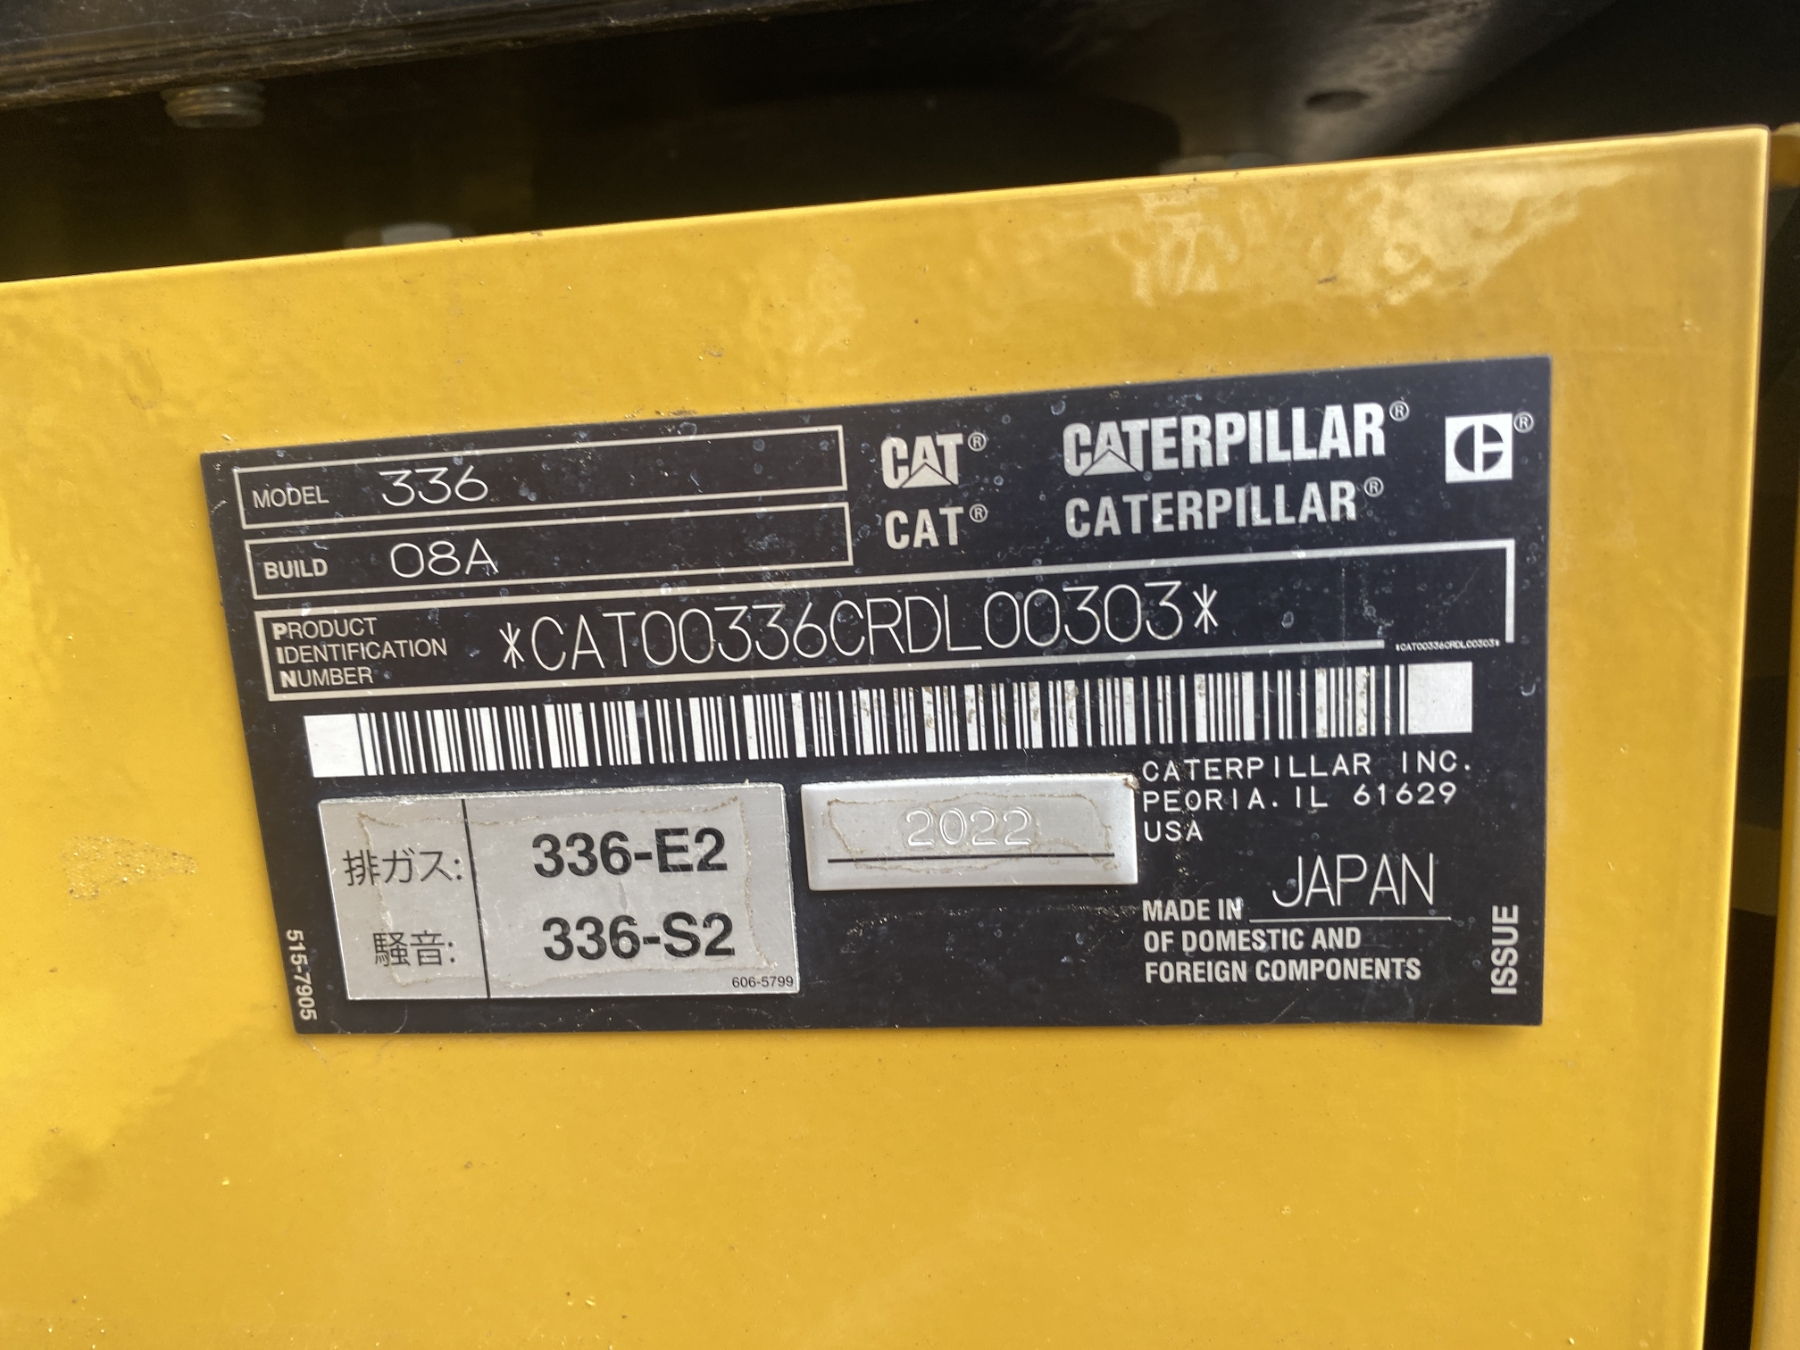 MODEL 336
BUILD 08A
CAT® CATERPILLAR® ®
CAT® CATERPILLAR®
PRODUCT
IDENTIFICATION
NUMBER
*CAT00336CRDL00303*
*CAT00336CRDL00303*
CATERPILLAR INC.
PEORIA. IL 61629
USA
排ガス: 336-E2
騒音: 336-S2
606-5799
2022
MADE IN JAPAN
OF DOMESTIC AND
FOREIGN COMPONENTS
515-7905
ISSUE